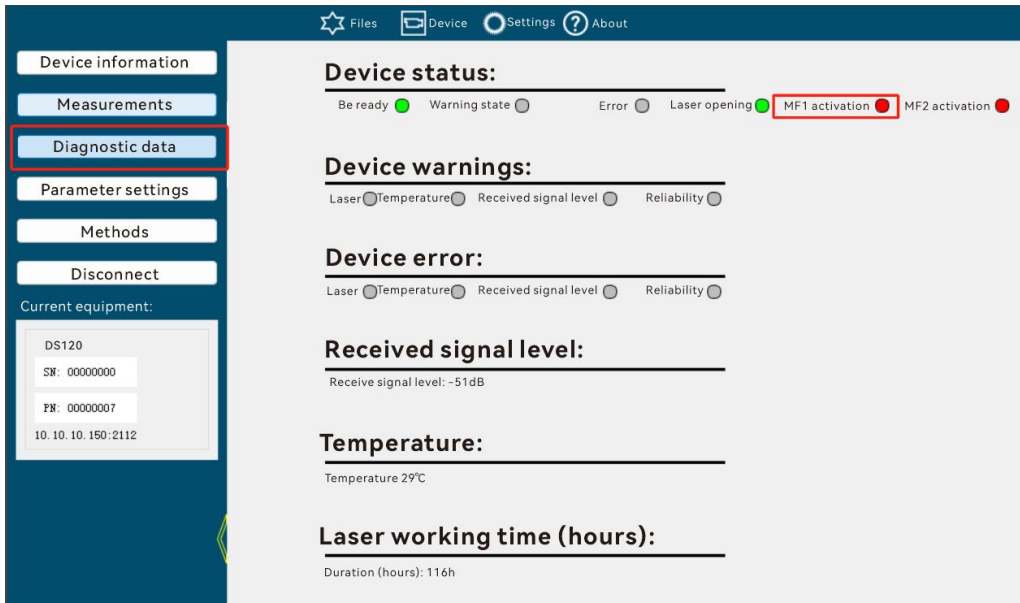 Files Device Settings ? About
Device information
Measurements
Diagnostic data
Parameter settings
Methods
Disconnect
Current equipment:
DS120
SN: 00000000
PN: 00000007
10.10.10.150:2112
Device status:
Be ready Warning state Error Laser opening MF1 activation MF2 activation
Device warnings:
Laser Temperature Received signal level Reliability
Device error:
Laser Temperature Received signal level Reliability
Received signal level:
Receive signal level: -51dB
Temperature:
Temperature 29℃
Laser working time (hours):
Duration (hours): 116h